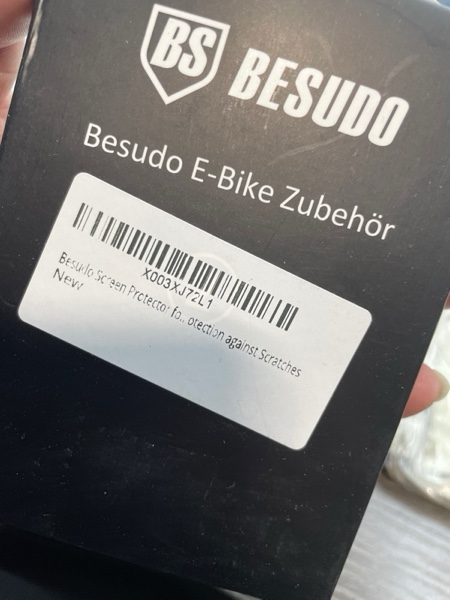 BS
BESUDO
Besudo E-Bike Zubehör
X003XJ72L1
Besudo Screen Protector fo...otection against Scratches
New